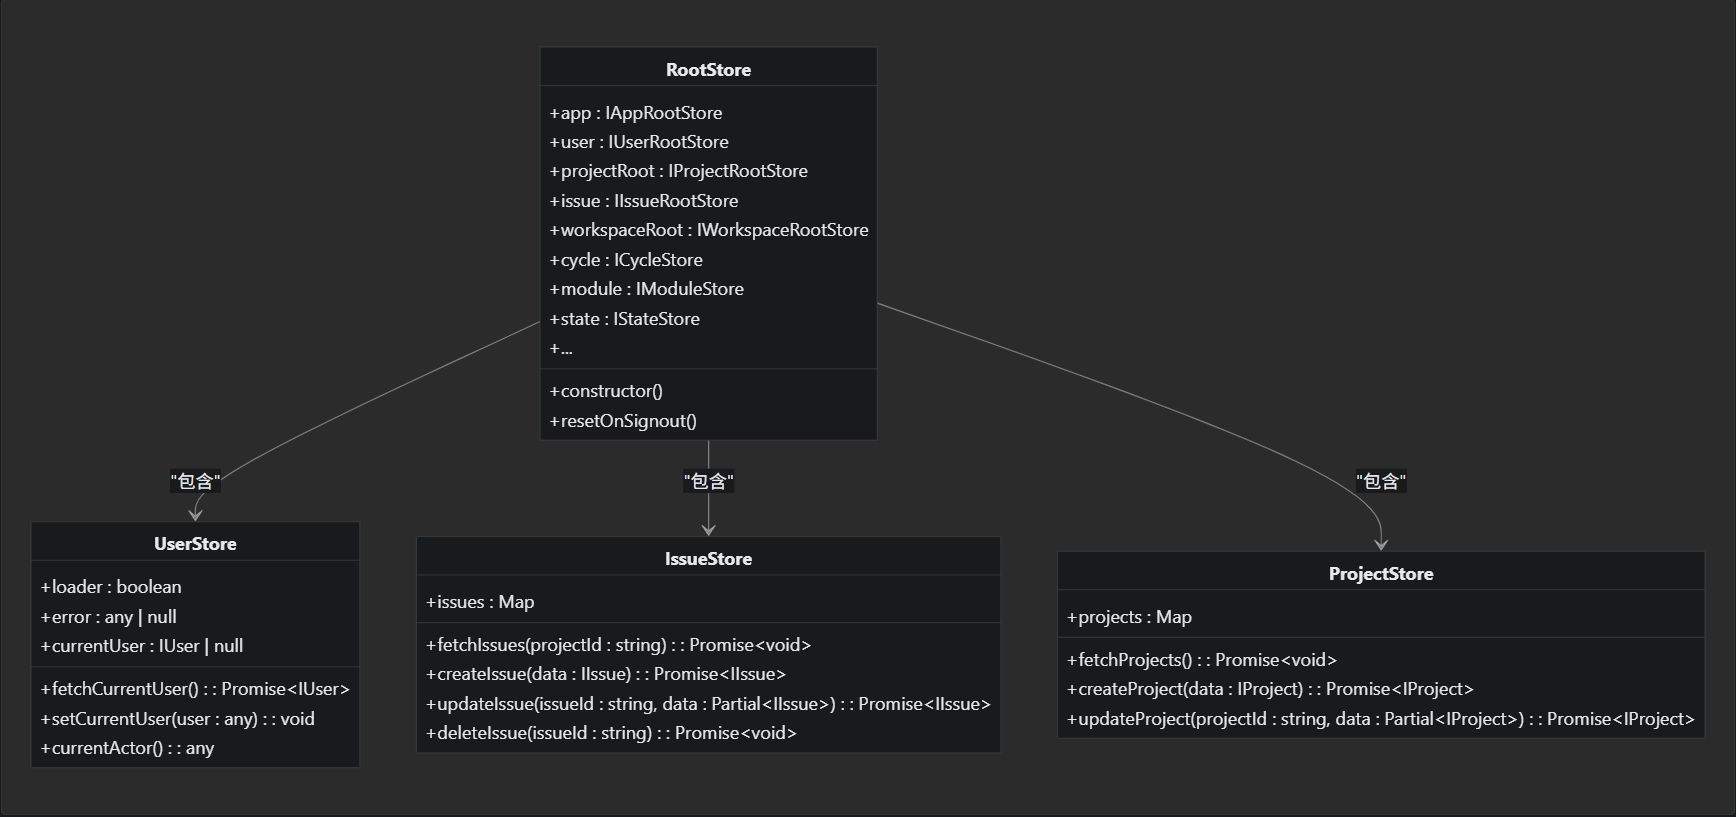 RootStore
+app : IAppRootStore
+user : IUserRootStore
+projectRoot : IProjectRootStore
+issue : IIssueRootStore
+workspaceRoot : IWorkspaceRootStore
+cycle : ICycleStore
+module : IModuleStore
+state : IStateStore
+...
+constructor()
+resetOnSignout()
"包含"
"包含"
"包含"
UserStore
+loader : boolean
+error : any | null
+currentUser : IUser | null
+fetchCurrentUser() : : Promise<IUser>
+setCurrentUser(user : any) : : void
+currentActor() : : any
IssueStore
+issues : Map
+fetchIssues(projectId : string) : : Promise<void>
+createIssue(data : IIssue) : : Promise<IIssue>
+updateIssue(issueId : string, data : Partial<IIssue>) : : Promise<IIssue>
+deleteIssue(issueId : string) : : Promise<void>
ProjectStore
+projects : Map
+fetchProjects() : : Promise<void>
+createProject(data : IProject) : : Promise<IProject>
+updateProject(projectId : string, data : Partial<IProject>) : : Promise<IProject>